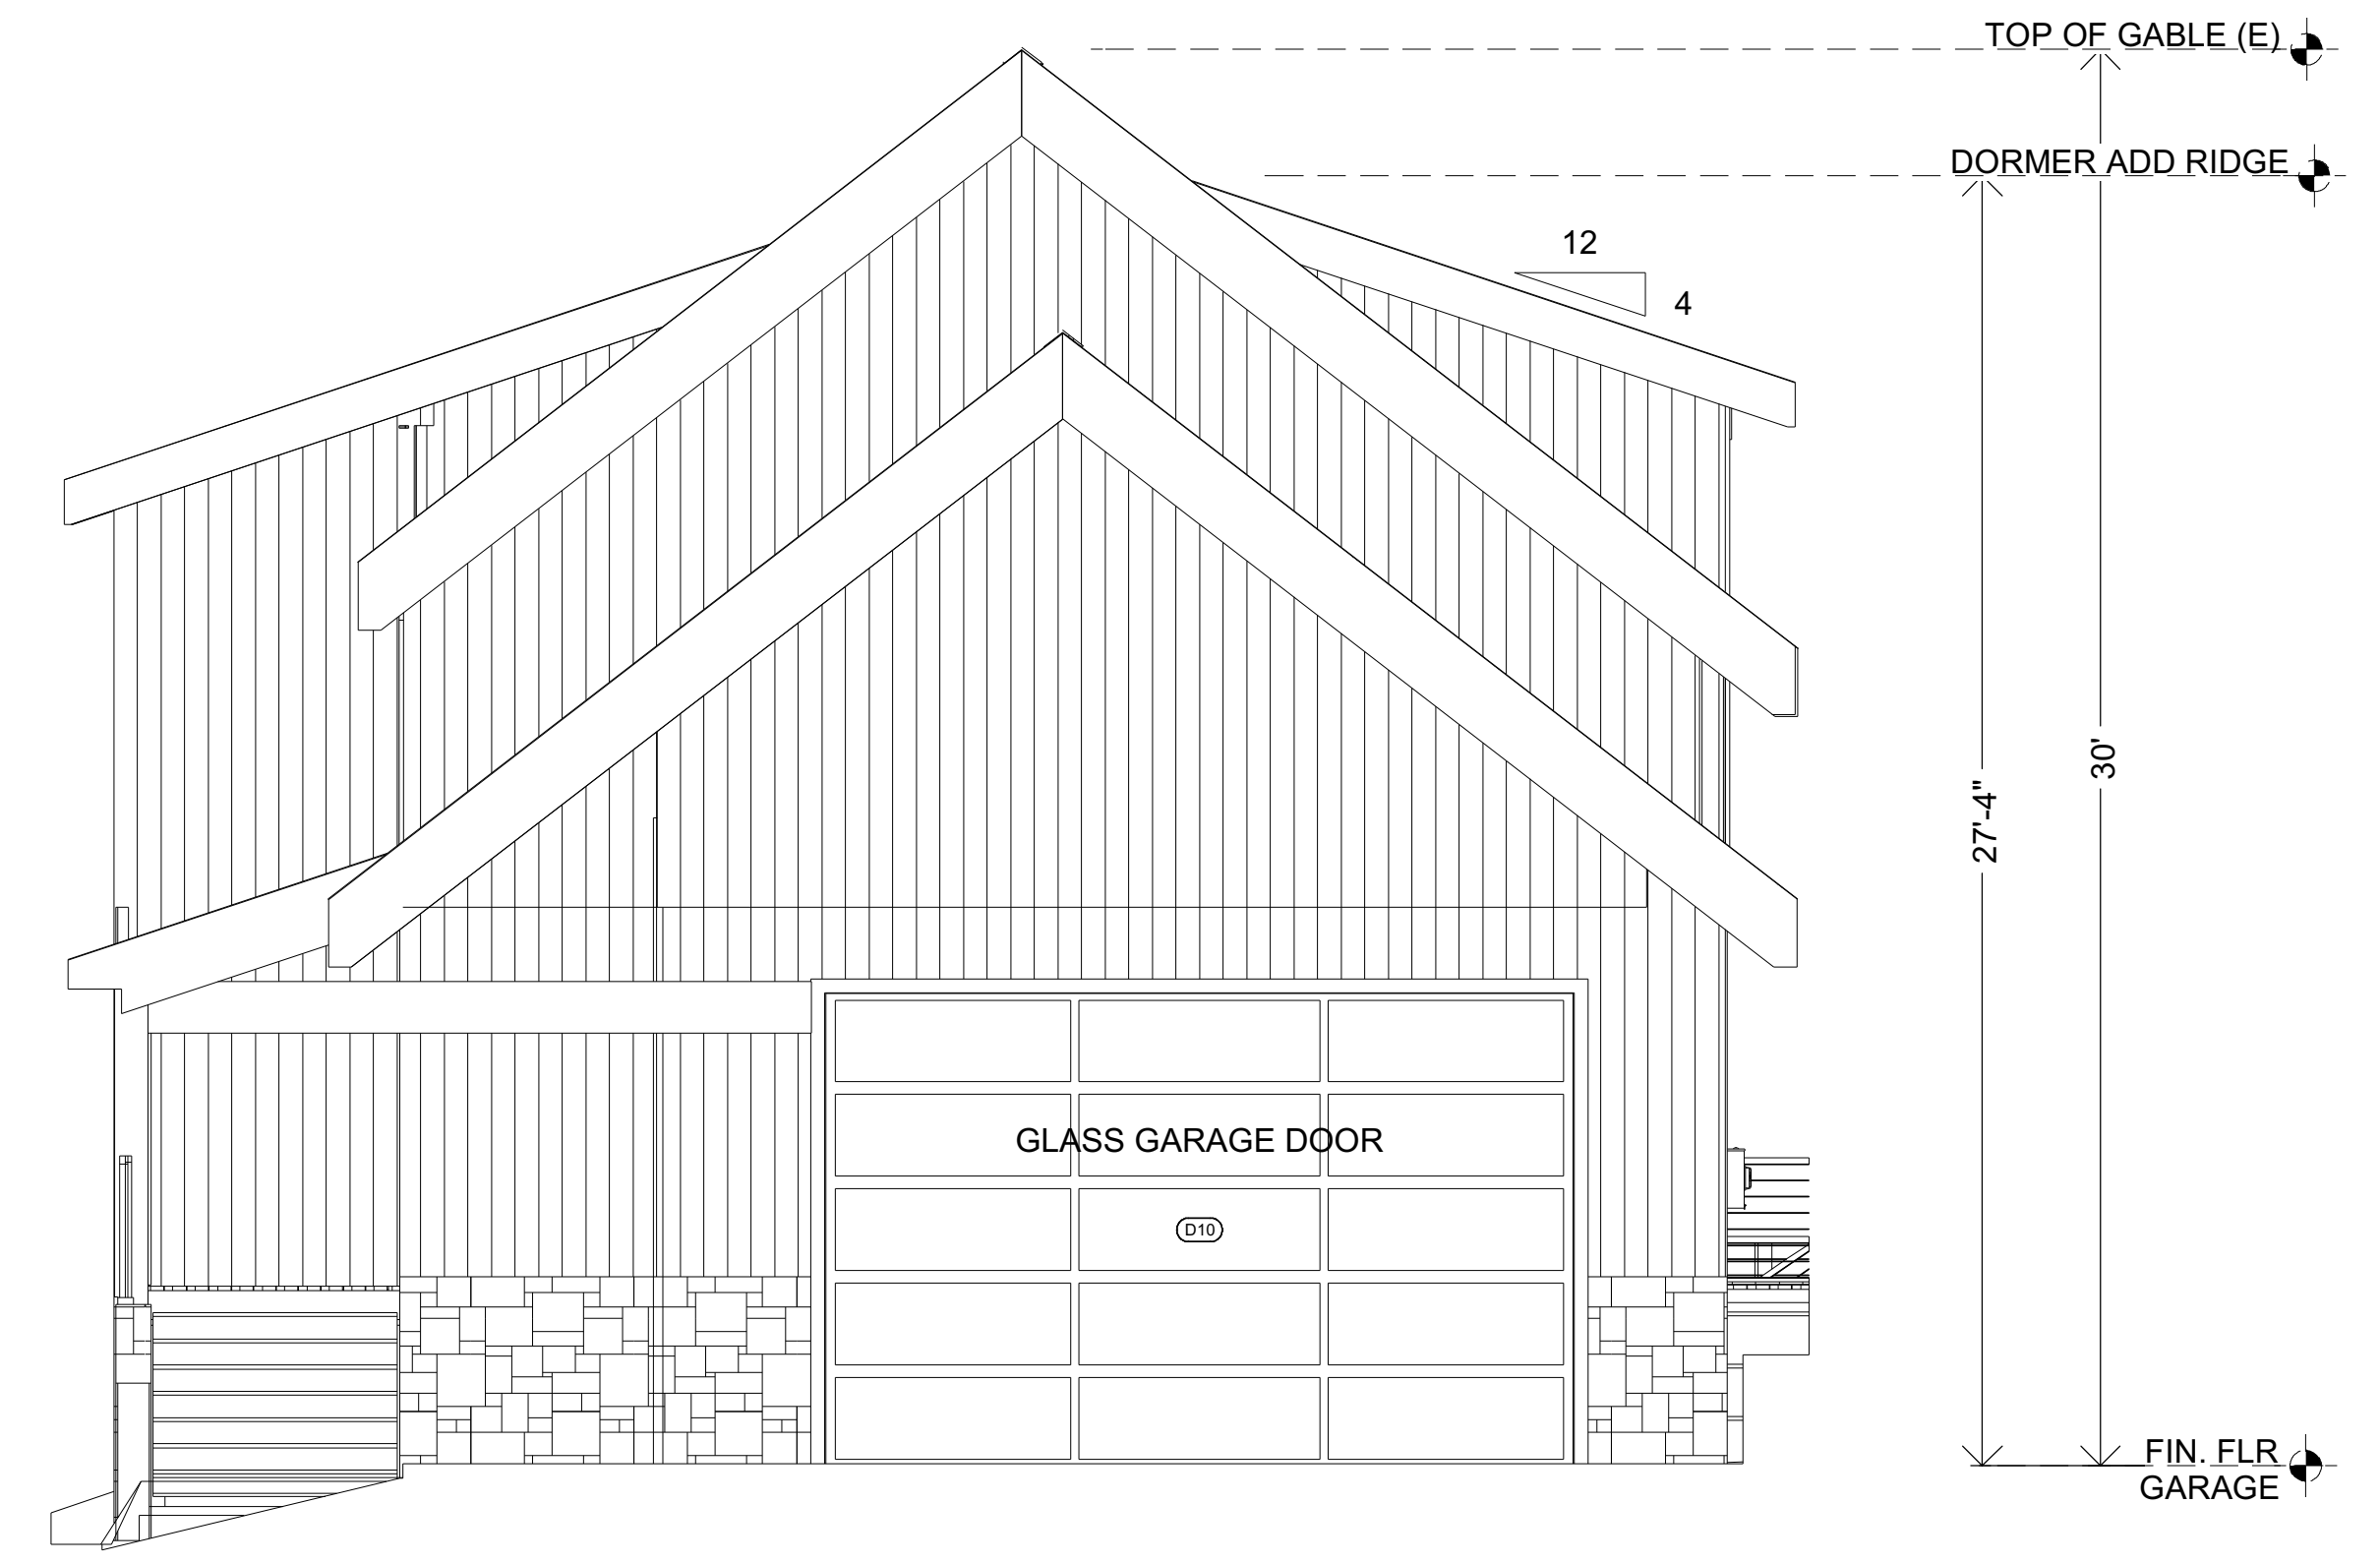 TOP OF GABLE (E)
DORMER ADD RIDGE
12
4
30'
27'-4"
GLASS GARAGE DOOR
D10
FIN. FLR
GARAGE